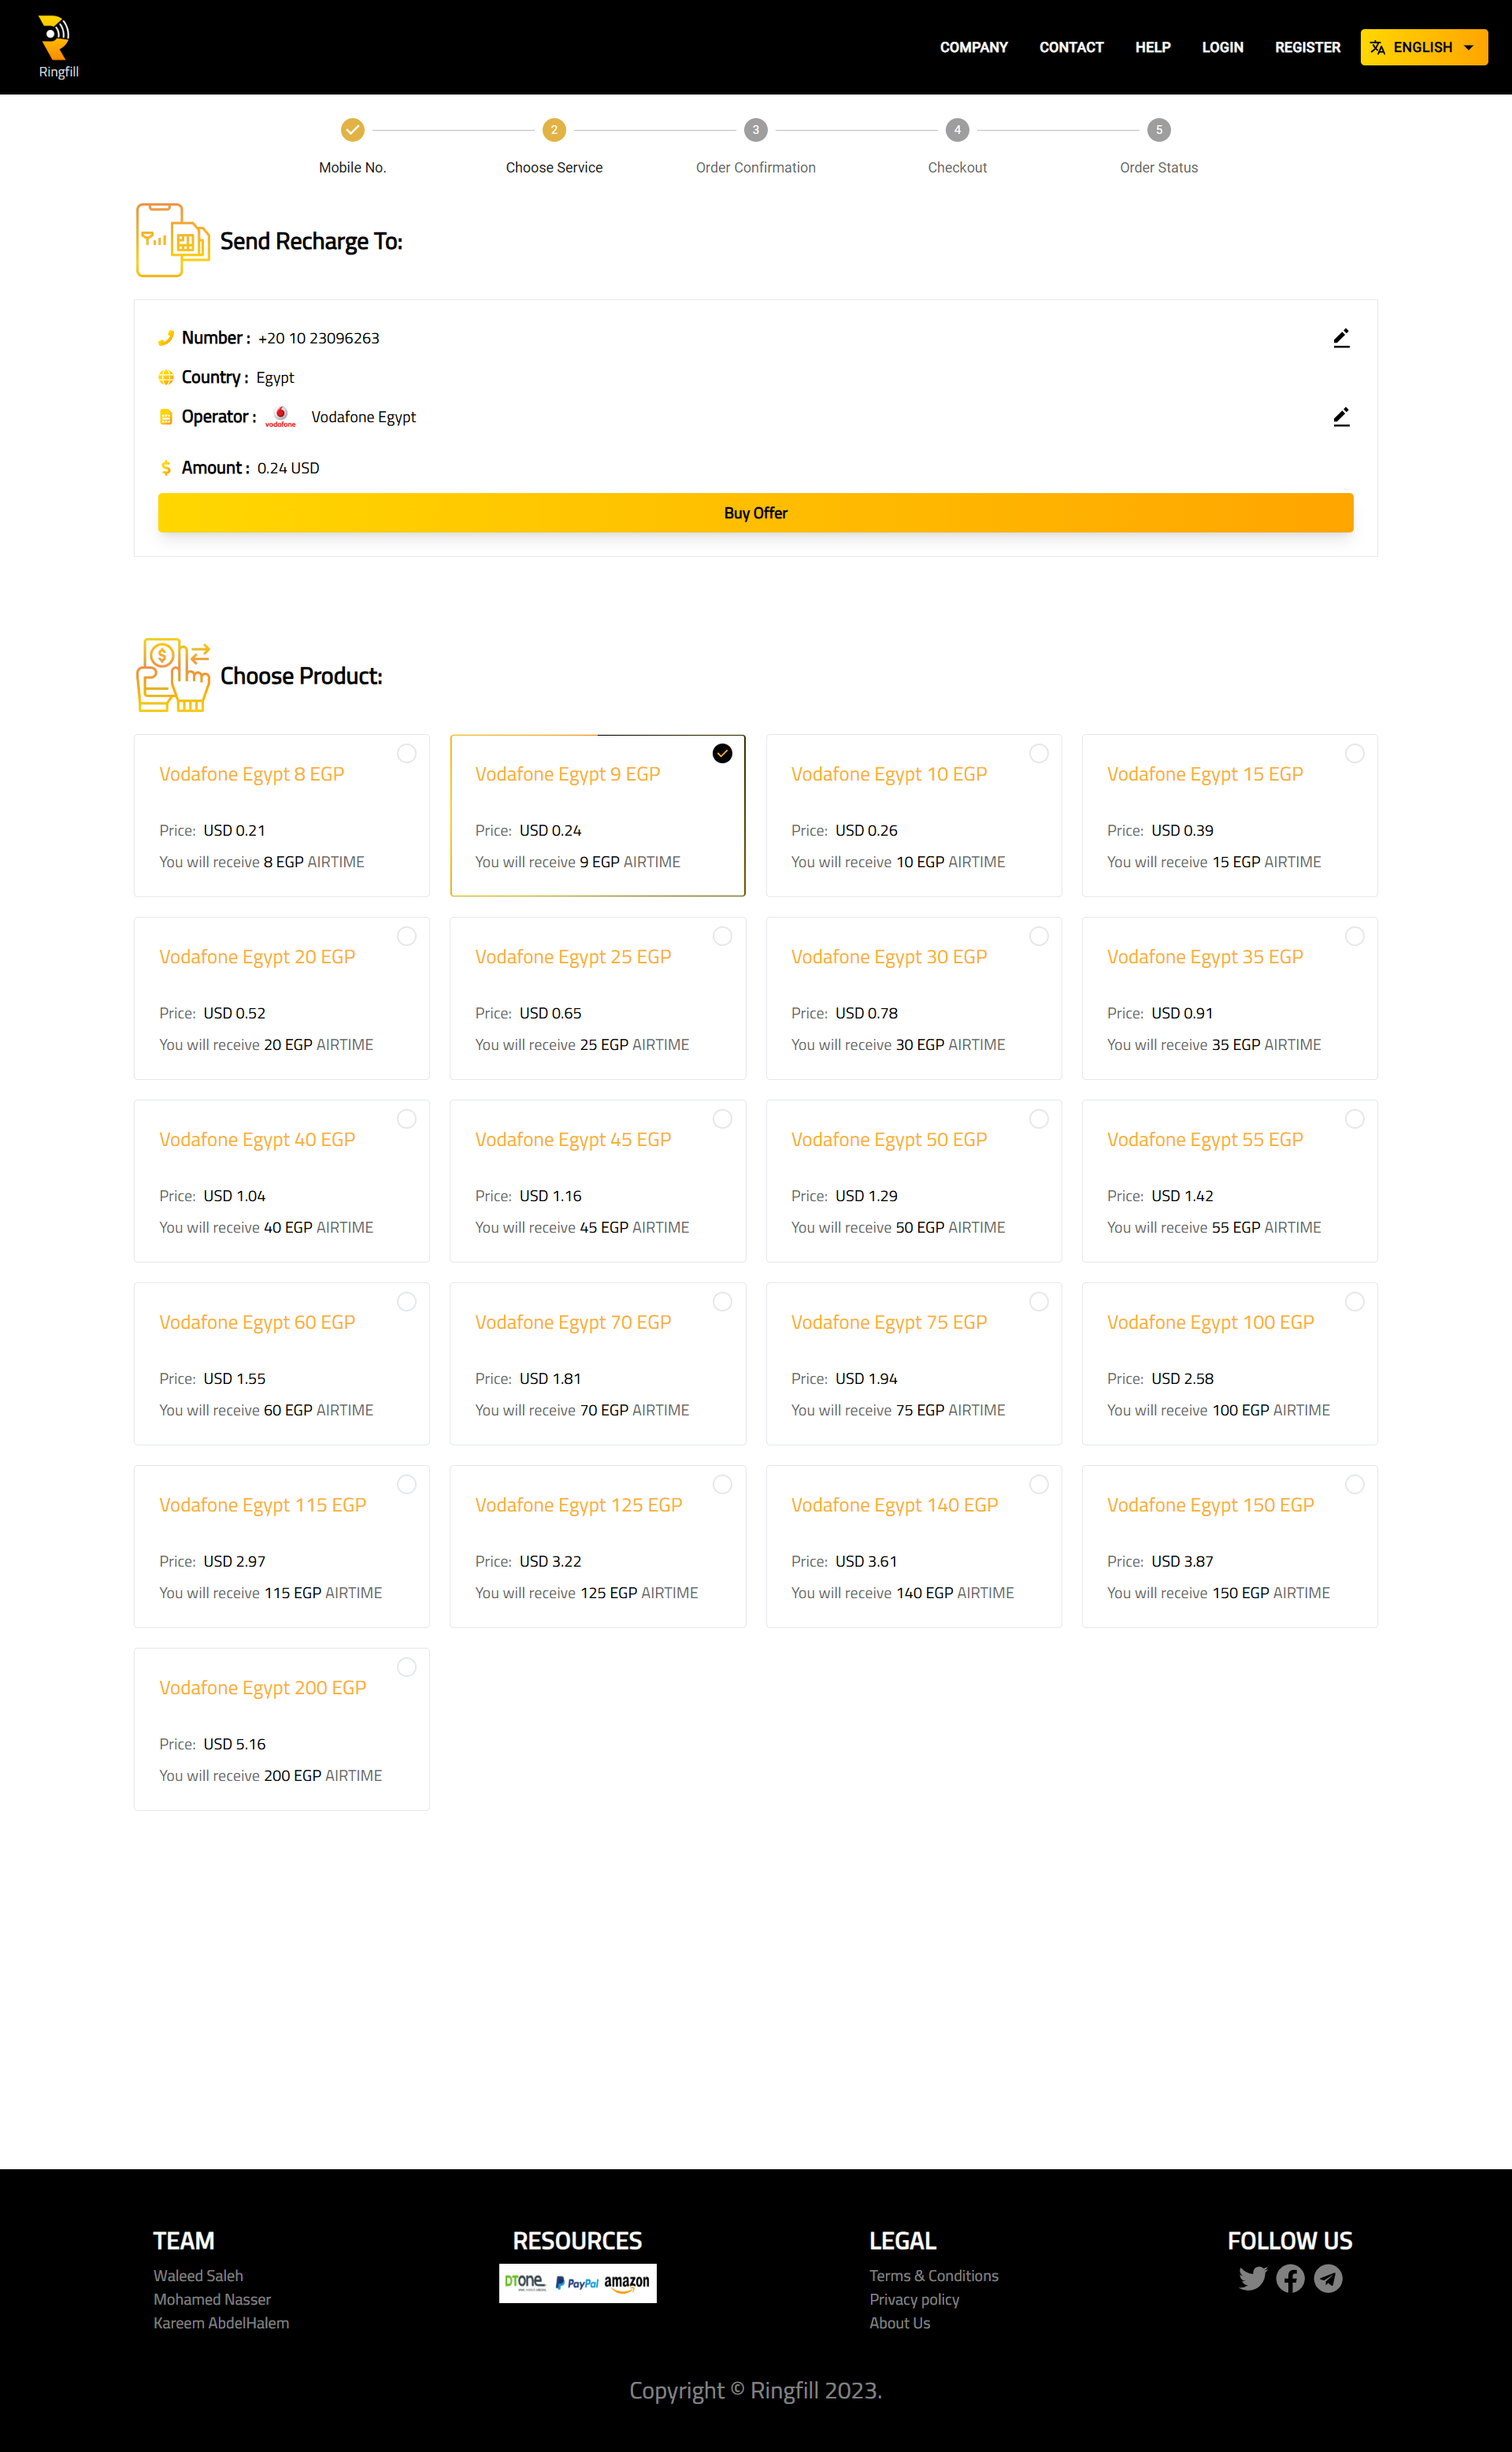 Ringfill
COMPANY CONTACT HELP LOGIN REGISTER ENGLISH
2 3 4 5
Mobile No. Choose Service Order Confirmation Checkout Order Status
Send Recharge To:
Number : +20 10 23096263
Country : Egypt
Operator : vodafone Vodafone Egypt
Amount : 0.24 USD
Buy Offer
Choose Product:
Vodafone Egypt 8 EGP
Price: USD 0.21
You will receive 8 EGP AIRTIME
Vodafone Egypt 9 EGP
Price: USD 0.24
You will receive 9 EGP AIRTIME
Vodafone Egypt 10 EGP
Price: USD 0.26
You will receive 10 EGP AIRTIME
Vodafone Egypt 15 EGP
Price: USD 0.39
You will receive 15 EGP AIRTIME
Vodafone Egypt 20 EGP
Price: USD 0.52
You will receive 20 EGP AIRTIME
Vodafone Egypt 25 EGP
Price: USD 0.65
You will receive 25 EGP AIRTIME
Vodafone Egypt 30 EGP
Price: USD 0.78
You will receive 30 EGP AIRTIME
Vodafone Egypt 35 EGP
Price: USD 0.91
You will receive 35 EGP AIRTIME
Vodafone Egypt 40 EGP
Price: USD 1.04
You will receive 40 EGP AIRTIME
Vodafone Egypt 45 EGP
Price: USD 1.16
You will receive 45 EGP AIRTIME
Vodafone Egypt 50 EGP
Price: USD 1.29
You will receive 50 EGP AIRTIME
Vodafone Egypt 55 EGP
Price: USD 1.42
You will receive 55 EGP AIRTIME
Vodafone Egypt 60 EGP
Price: USD 1.55
You will receive 60 EGP AIRTIME
Vodafone Egypt 70 EGP
Price: USD 1.81
You will receive 70 EGP AIRTIME
Vodafone Egypt 75 EGP
Price: USD 1.94
You will receive 75 EGP AIRTIME
Vodafone Egypt 100 EGP
Price: USD 2.58
You will receive 100 EGP AIRTIME
Vodafone Egypt 115 EGP
Price: USD 2.97
You will receive 115 EGP AIRTIME
Vodafone Egypt 125 EGP
Price: USD 3.22
You will receive 125 EGP AIRTIME
Vodafone Egypt 140 EGP
Price: USD 3.61
You will receive 140 EGP AIRTIME
Vodafone Egypt 150 EGP
Price: USD 3.87
You will receive 150 EGP AIRTIME
Vodafone Egypt 200 EGP
Price: USD 5.16
You will receive 200 EGP AIRTIME
TEAM
Waleed Saleh
Mohamed Nasser
Kareem AbdelHalem
RESOURCES
DTONE PayPal amazon
LEGAL
Terms & Conditions
Privacy policy
About Us
FOLLOW US
Copyright © Ringfill 2023.